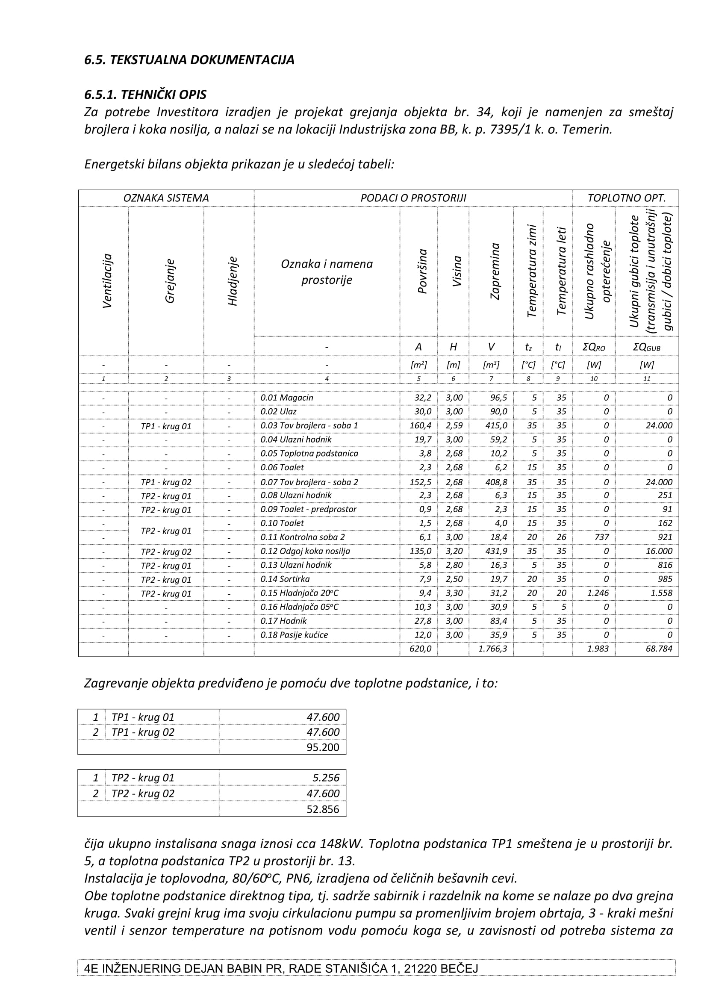 6.5. TEKSTUALNA DOKUMENTACIJA
6.5.1. TEHNIČKI OPIS
Za potrebe Investitora izradjen je projekat grejanja objekta br. 34, koji je namenjen za smeštaj
brojlera i koka nosilja, a nalazi se na lokaciji Industrijska zona BB, k. p. 7395/1 k. o. Temerin.
Energetski bilans objekta prikazan je u sledećoj tabeli:
OZNAKA SISTEMA PODACI O PROSTORIJI TOPLOTNO OPT.
Ventilacija
Grejanje
Hladjenje
Oznaka i namena
prostorije
Površina
Visina
Zapremina
Temperatura zimi
Temperatura leti
Ukupno rashladno
opterećenje
Ukupni gubici toplote
(transmisija i unutrašnji
gubici / dobici toplote)
- A H V tz tl ΣQRO ΣQGUB
- - - - [m²] [m] [m³] [°C] [°C] [W] [W]
1 2 3 4 5 6 7 8 9 10 11
- - - 0.01 Magacin 32,2 3,00 96,5 5 35 0 0
- - - 0.02 Ulaz 30,0 3,00 90,0 5 35 0 0
- TP1 - krug 01 - 0.03 Tov brojlera - soba 1 160,4 2,59 415,0 35 35 0 24.000
- - - 0.04 Ulazni hodnik 19,7 3,00 59,2 5 35 0 0
- - - 0.05 Toplotna podstanica 3,8 2,68 10,2 5 35 0 0
- - - 0.06 Toalet 2,3 2,68 6,2 15 35 0 0
- TP1 - krug 02 - 0.07 Tov brojlera - soba 2 152,5 2,68 408,8 35 35 0 24.000
- TP2 - krug 01 - 0.08 Ulazni hodnik 2,3 2,68 6,3 15 35 0 251
- TP2 - krug 01 - 0.09 Toalet - predprostor 0,9 2,68 2,3 15 35 0 91
- TP2 - krug 01 - 0.10 Toalet 1,5 2,68 4,0 15 35 0 162
- - 0.11 Kontrolna soba 2 6,1 3,00 18,4 20 26 737 921
- TP2 - krug 02 - 0.12 Odgoj koka nosilja 135,0 3,20 431,9 35 35 0 16.000
- TP2 - krug 01 - 0.13 Ulazni hodnik 5,8 2,80 16,3 5 35 0 816
- TP2 - krug 01 - 0.14 Sortirka 7,9 2,50 19,7 20 35 0 985
- TP2 - krug 01 - 0.15 Hladnjača 20ºC 9,4 3,30 31,2 20 20 1.246 1.558
- - - 0.16 Hladnjača 05ºC 10,3 3,00 30,9 5 5 0 0
- - - 0.17 Hodnik 27,8 3,00 83,4 5 35 0 0
- - - 0.18 Pasije kućice 12,0 3,00 35,9 5 35 0 0
620,0 1.766,3 1.983 68.784
Zagrevanje objekta predviđeno je pomoću dve toplotne podstanice, i to:
1 TP1 - krug 01 47.600
2 TP1 - krug 02 47.600
95.200
1 TP2 - krug 01 5.256
2 TP2 - krug 02 47.600
52.856
čija ukupno instalisana snaga iznosi cca 148kW. Toplotna podstanica TP1 smeštena je u prostoriji br.
5, a toplotna podstanica TP2 u prostoriji br. 13.
Instalacija je toplovodna, 80/60ºC, PN6, izradjena od čeličnih bešavnih cevi.
Obe toplotne podstanice direktnog tipa, tj. sadrže sabirnik i razdelnik na kome se nalaze po dva grejna
kruga. Svaki grejni krug ima svoju cirkulacionu pumpu sa promenljivim brojem obrtaja, 3 - kraki mešni
ventil i senzor temperature na potisnom vodu pomoću koga se, u zavisnosti od potreba sistema za
4E INŽENJERING DEJAN BABIN PR, RADE STANIŠIĆA 1, 21220 BEČEJ